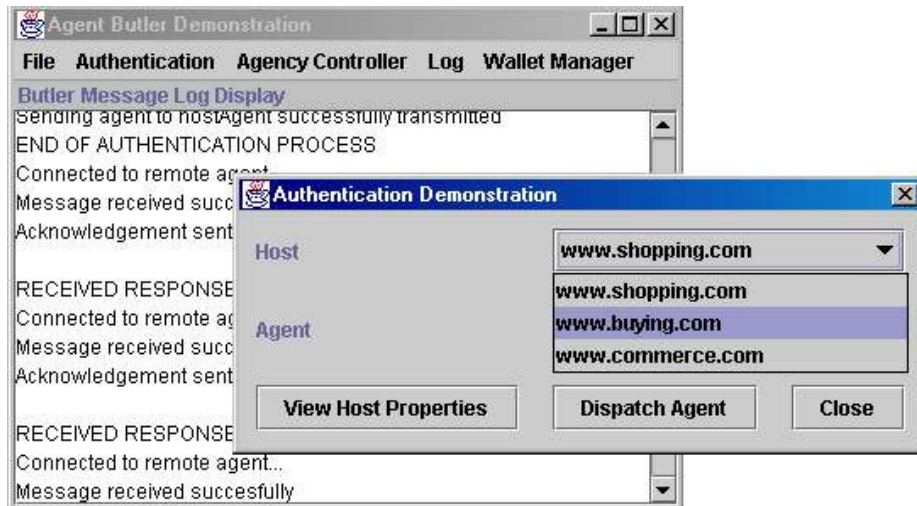 Agent Butler Demonstration
File Authentication Agency Controller Log Wallet Manager
Butler Message Log Display
Sending agent to hostAgent successfully transmitted
END OF AUTHENTICATION PROCESS
Connected to remote agent...
Message received succ
Acknowledgement sent
RECEIVED RESPONSE
Connected to remote ag
Message received succ
Acknowledgement sent
RECEIVED RESPONSE
Connected to remote agent...
Message received succesfully
Authentication Demonstration
Host
www.shopping.com
www.shopping.com
www.buying.com
www.commerce.com
Agent
View Host Properties Dispatch Agent Close